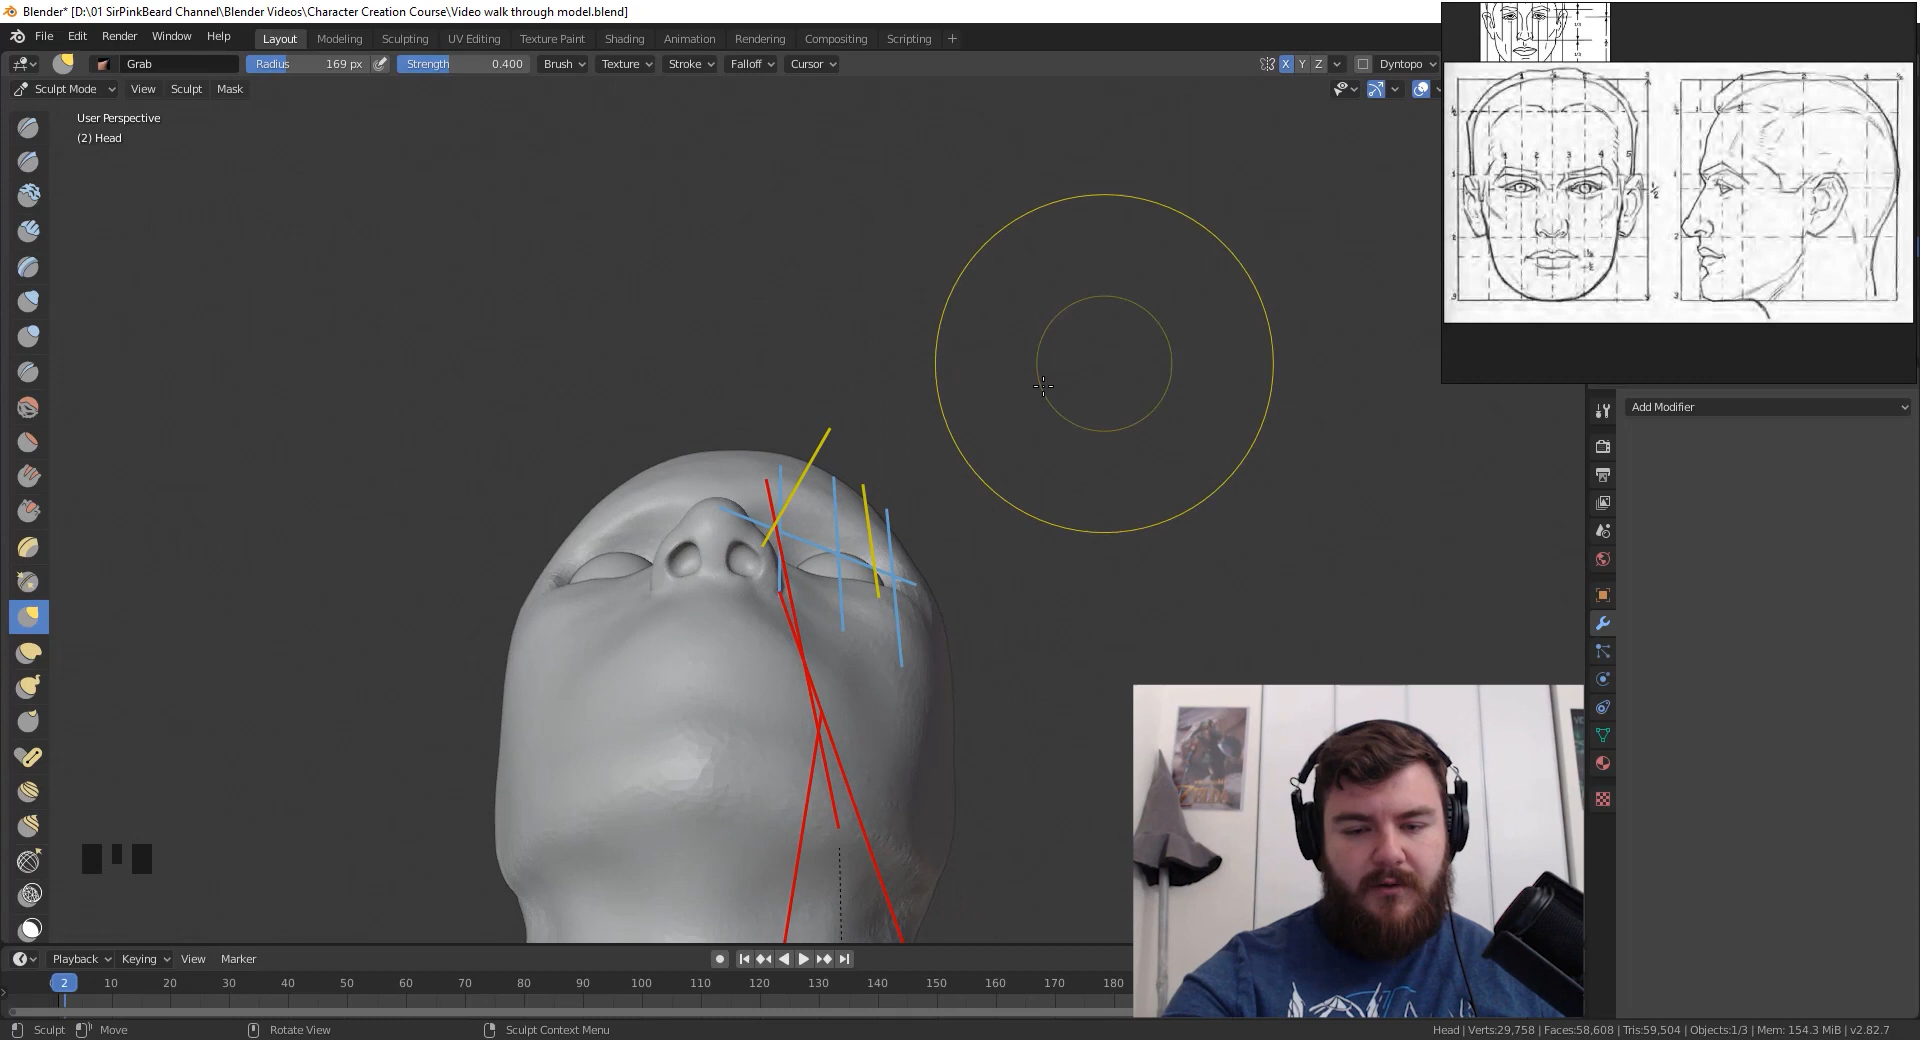 Blender* [D:\01 SirPinkBeard Channel\Blender Videos\Character Creation Course\Video walk through model.blend]
File Edit Render Window Help Layout Modeling Sculpting UV Editing Texture Paint Shading Animation Rendering Compositing Scripting +
Grab Radius 169 px Strength 0.400 Brush Texture Stroke Falloff Cursor X Y Z Dyntopo
Sculpt Mode View Sculpt Mask
User Perspective
(2) Head
Add Modifier
Playback Keying View Marker
2 10 20 30 40 50 60 70 80 90 100 110 120 130 140 150 160 170 180
Sculpt Move Rotate View Sculpt Context Menu Head | Verts:29,758 | Faces:58,608 | Tris:59,504 | Objects:1/3 | Mem: 154.3 MiB | v2.82.7